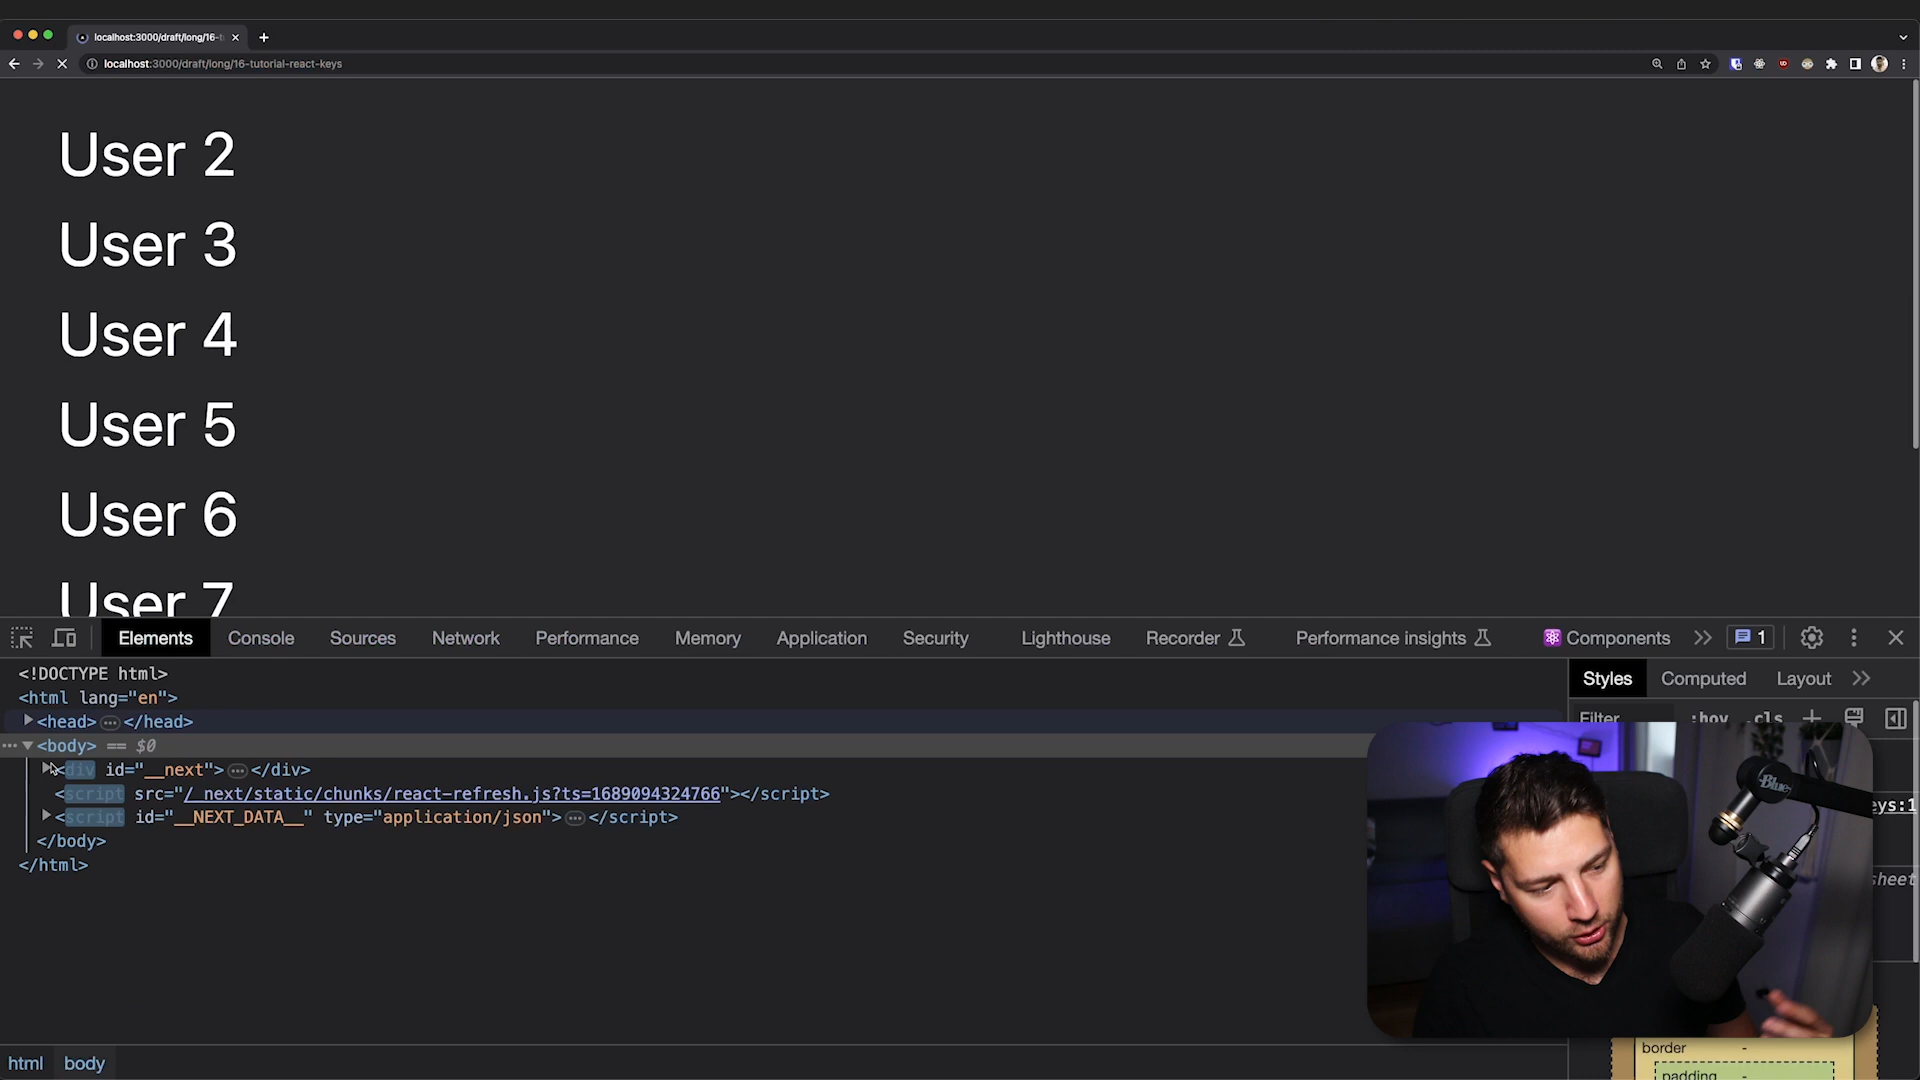 localhost:3000/draft/long/16-t
localhost:3000/draft/long/16-tutorial-react-keys
User 2
User 3
User 4
User 5
User 6
User 7
Elements Console Sources Network Performance Memory Application Security Lighthouse Recorder Performance insights Components 1
<!DOCTYPE html>
<html lang="en">
<head> … </head>
<body> == $0
<div id="__next"> … </div>
<script src="/_next/static/chunks/react-refresh.js?ts=1689094324766"></script>
<script id="__NEXT_DATA__" type="application/json"> … </script>
</body>
</html>
html body
Styles Computed Layout
Filter :hov .cls
eys:1
sheet
Blue
border -
padding -